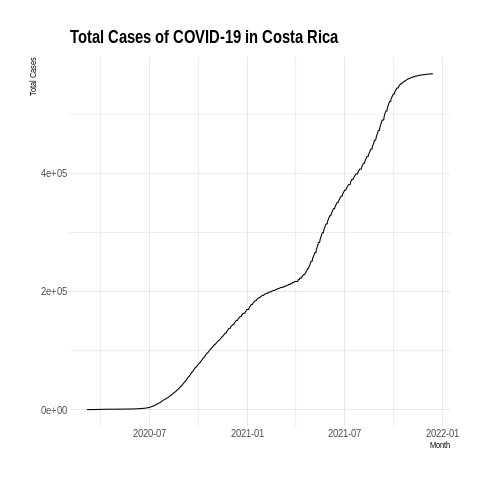 Total Cases of COVID-19 in Costa Rica
Total Cases
4e+05
2e+05
0e+00
2020-07 2021-01 2021-07 2022-01
Month